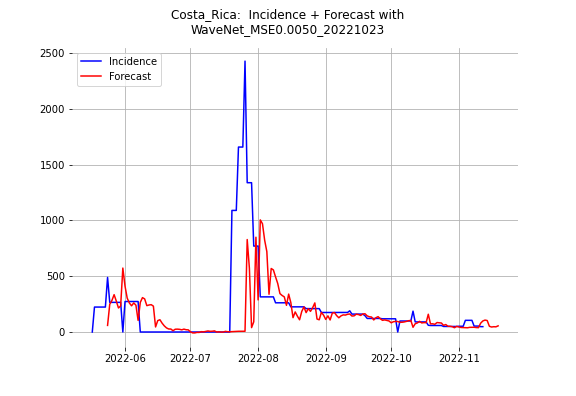 Costa_Rica:  Incidence + Forecast with
WaveNet_MSE0.0050_20221023
Incidence
Forecast
2500
2000
1500
1000
500
0
2022-06 2022-07 2022-08 2022-09 2022-10 2022-11